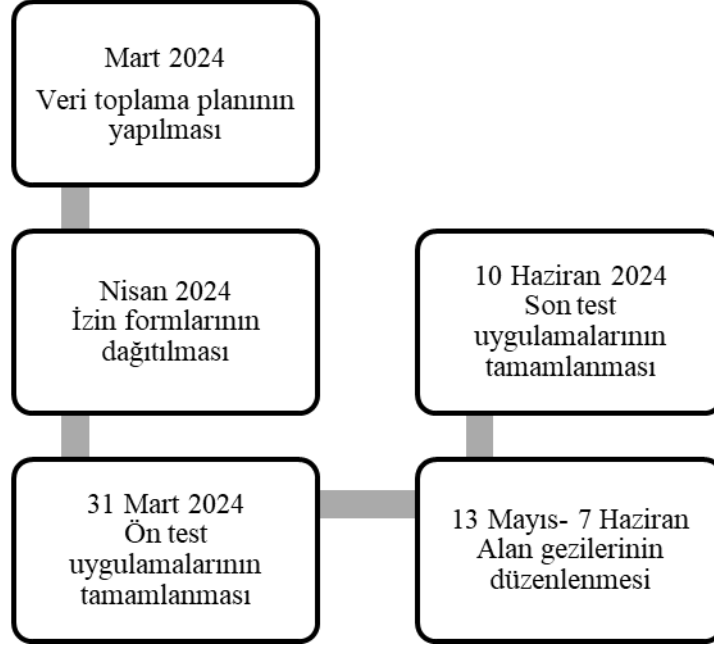 Mart 2024
Veri toplama planının
yapılması
Nisan 2024
İzin formlarının
dağıtılması
31 Mart 2024
Ön test
uygulamalarının
tamamlanması
13 Mayıs- 7 Haziran
Alan gezilerinin
düzenlenmesi
10 Haziran 2024
Son test
uygulamalarının
tamamlanması